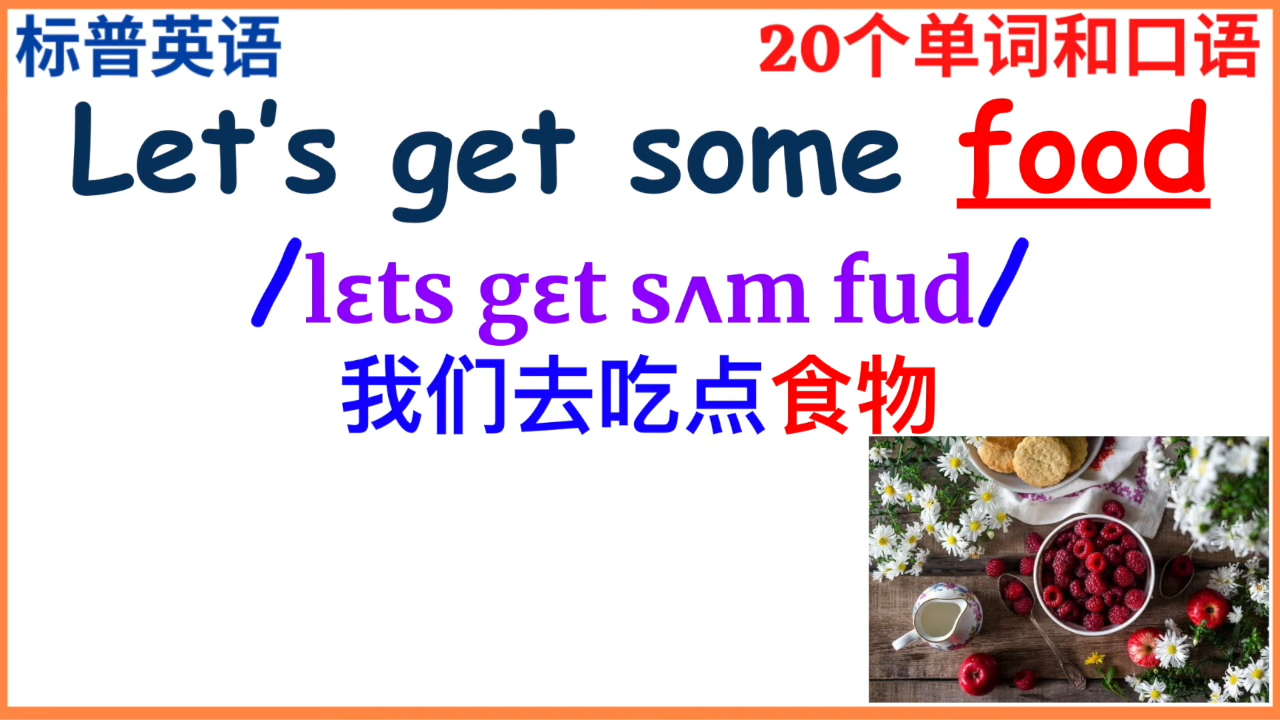 标普英语
20个单词和口语
Let's get some food
/lɛts gɛt sʌm fud/
我们去吃点食物